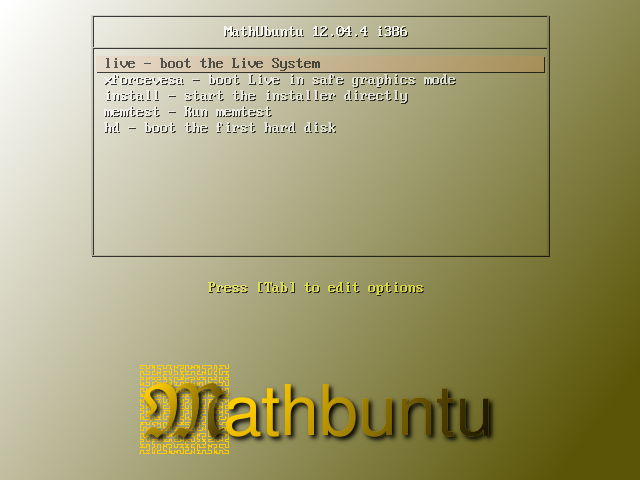 MathUbuntu 12.04.4 i386
live - boot the Live System
xforcevesa - boot Live in safe graphics mode
install - start the installer directly
memtest - Run memtest
hd - boot the first hard disk
Press [Tab] to edit options
Mathbuntu